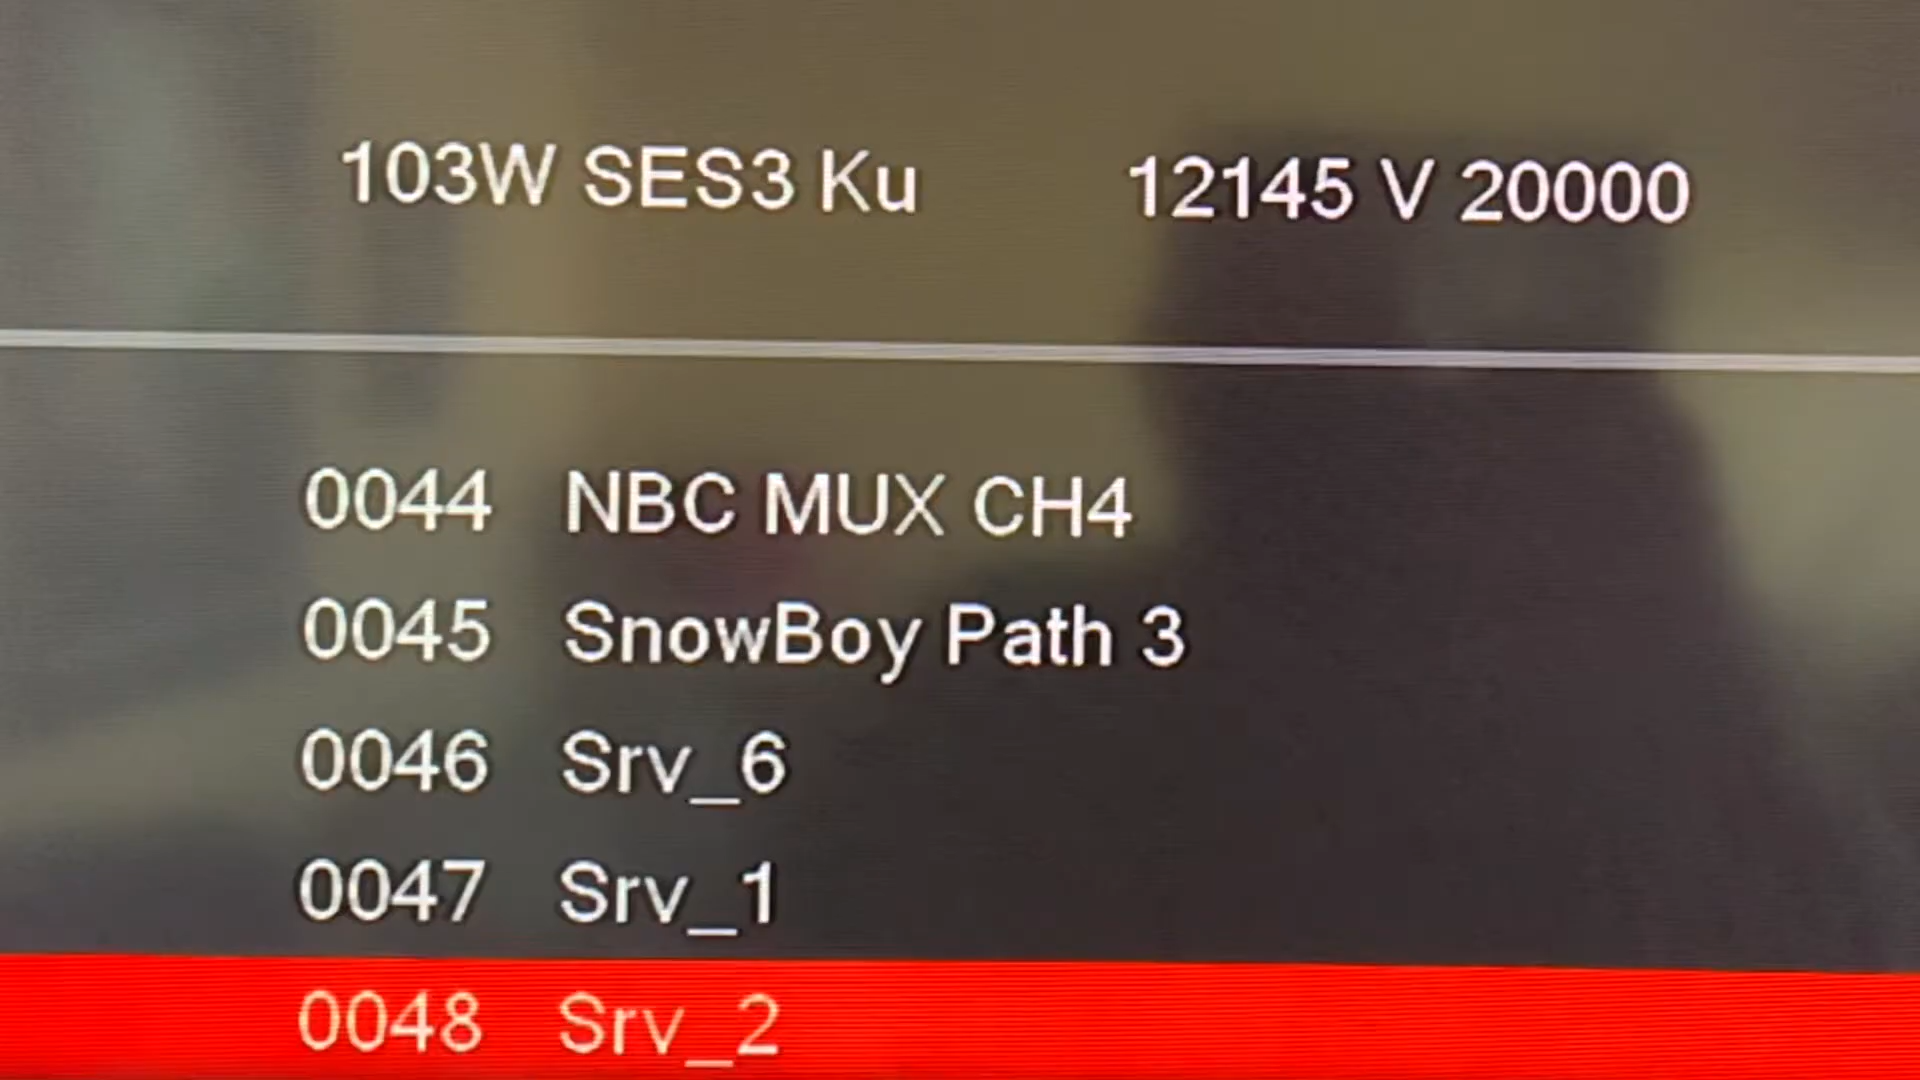 103W SES3 Ku 12145 V 20000
0044 NBC MUX CH4
0045 SnowBoy Path 3
0046 Srv_6
0047 Srv_1
0048 Srv_2